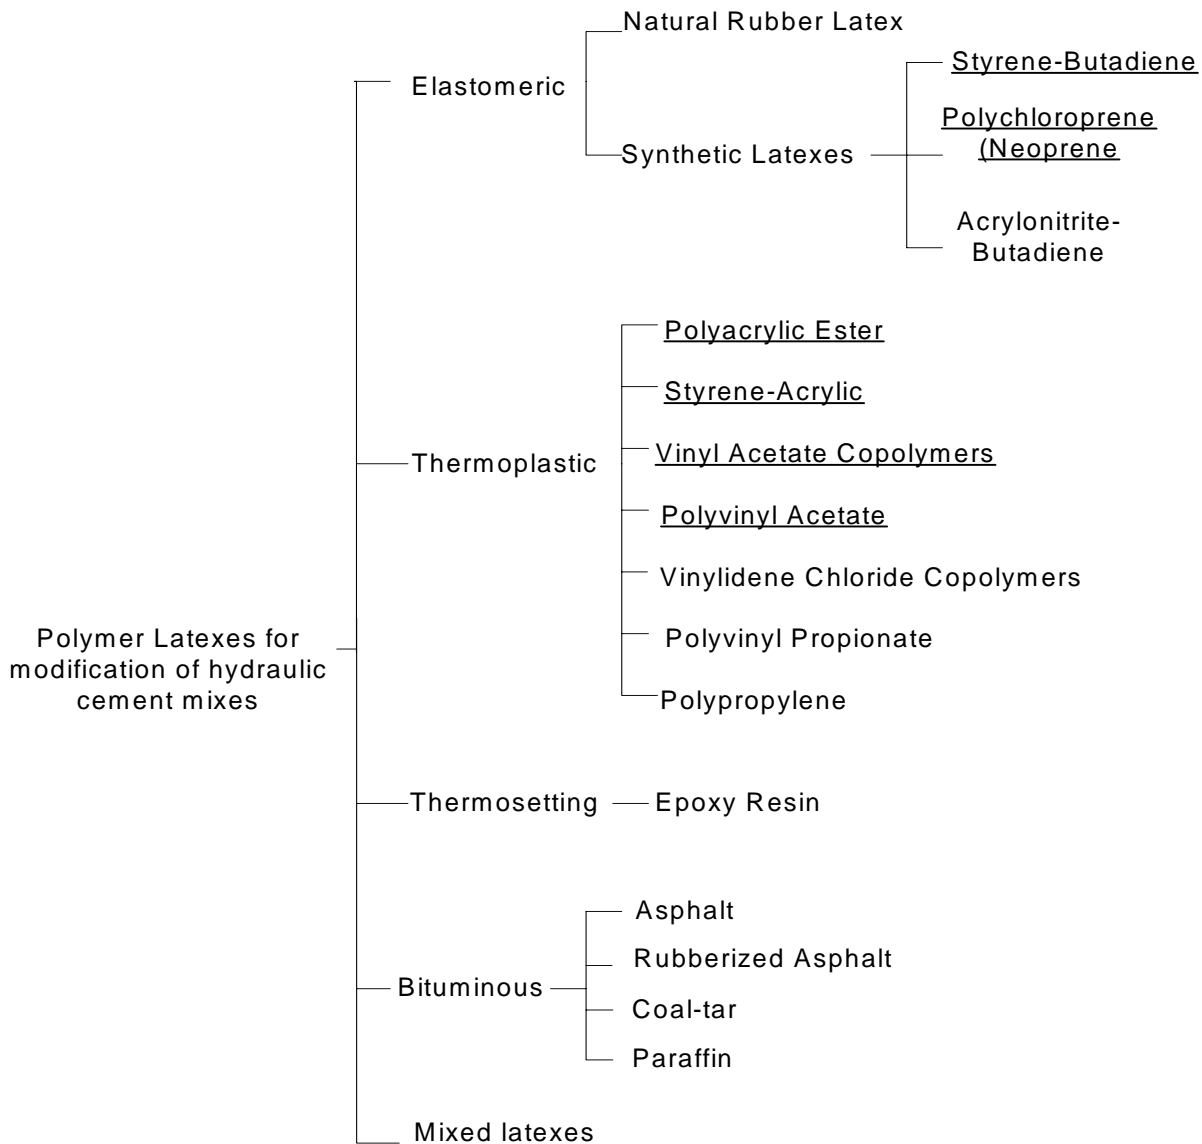 Natural Rubber Latex
Styrene-Butadiene
Elastomeric
Polychloroprene
(Neoprene
Synthetic Latexes
Acrylonitrite-
Butadiene
Polyacrylic Ester
Styrene-Acrylic
Thermoplastic
Vinyl Acetate Copolymers
Polyvinyl Acetate
Vinylidene Chloride Copolymers
Polymer Latexes for
modification of hydraulic
cement mixes
Polyvinyl Propionate
Polypropylene
Thermosetting
Epoxy Resin
Asphalt
Rubberized Asphalt
Bituminous
Coal-tar
Paraffin
Mixed latexes